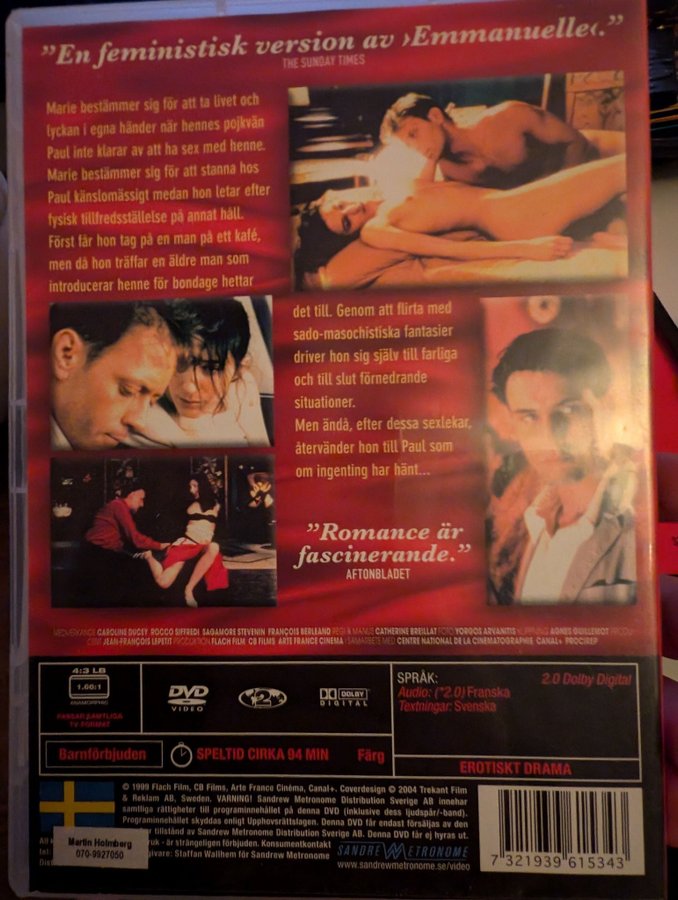 ”En feministisk version av ›Emmanuelle‹.”
THE SUNDAY TIMES
Marie bestämmer sig för att ta livet och
lyckan i egna händer när hennes pojkvän
Paul inte klarar av att ha sex med henne.
Marie bestämmer sig för att stanna hos
Paul känslomässigt medan hon letar efter
fysisk tillfredsställelse på annat håll.
Först får hon tag på en man på ett kafé,
men då hon träffar en äldre man som
introducerar henne för bondage hettar
det till. Genom att flirta med
sado-masochistiska fantasier
driver hon sig själv till farliga
och till slut förnedrande
situationer.
Men ändå, efter dessa sexlekar,
återvänder hon till Paul som
om ingenting har hänt...
”Romance är
fascinerande.”
AFTONBLADET
MEDVERKANDE CAROLINE DUCEY ROCCO SIFFREDI SAGAMORE STEVENIN FRANÇOIS BERLEAND REGI & MANUS CATHERINE BREILLAT FOTO YORGOS ARVANITIS KLIPPNING AGNES GUILLEMOT
JEAN-FRANÇOIS LEPETIT PRODUKTION FLACH FILM CB FILMS ARTE FRANCE CINEMA I SAMARBETE MED CENTRE NATIONAL DE LA CINEMATOGRAPHIE CANAL+ PROCIREP
4:3 LB
1.66:1
ANAMORPHIC
PASSAR SAMTLIGA
TV-FORMAT
DVD
VIDEO
2
DOLBY
DIGITAL
SPRÅK:
2.0 Dolby Digital
Audio: (*2.0) Franska
Textningar: Svenska
Barnförbjuden
SPELTID CIRKA 94 MIN
Färg
EROTISKT DRAMA
© 1999 Flach Film, CB Films, Arte France Cinéma, Canal+. Coverdesign © 2004 Trekant Film
& Reklam AB, Sweden. VARNING! Sandrew Metronome Distribution Sverige AB innehar
samtliga rättigheter till programinnehållet på denna DVD (inklusive dess ljudspår/-band).
Programinnehållet skyddas enligt Upphovsrättslagen. Denna DVD får endast försäljas av den
tillstånd av Sandrew Metronome Distribution Sverige AB. Denna DVD får ej hyras ut.
- är strängeligen förbjuden. Konsumentkontakt
givare: Staffan Wallhem för Sandrew Metronome
Martin Holmberg
070-9927050
SANDREW METRONOME
www.sandrewmetronome.se/video
7 321939 615343